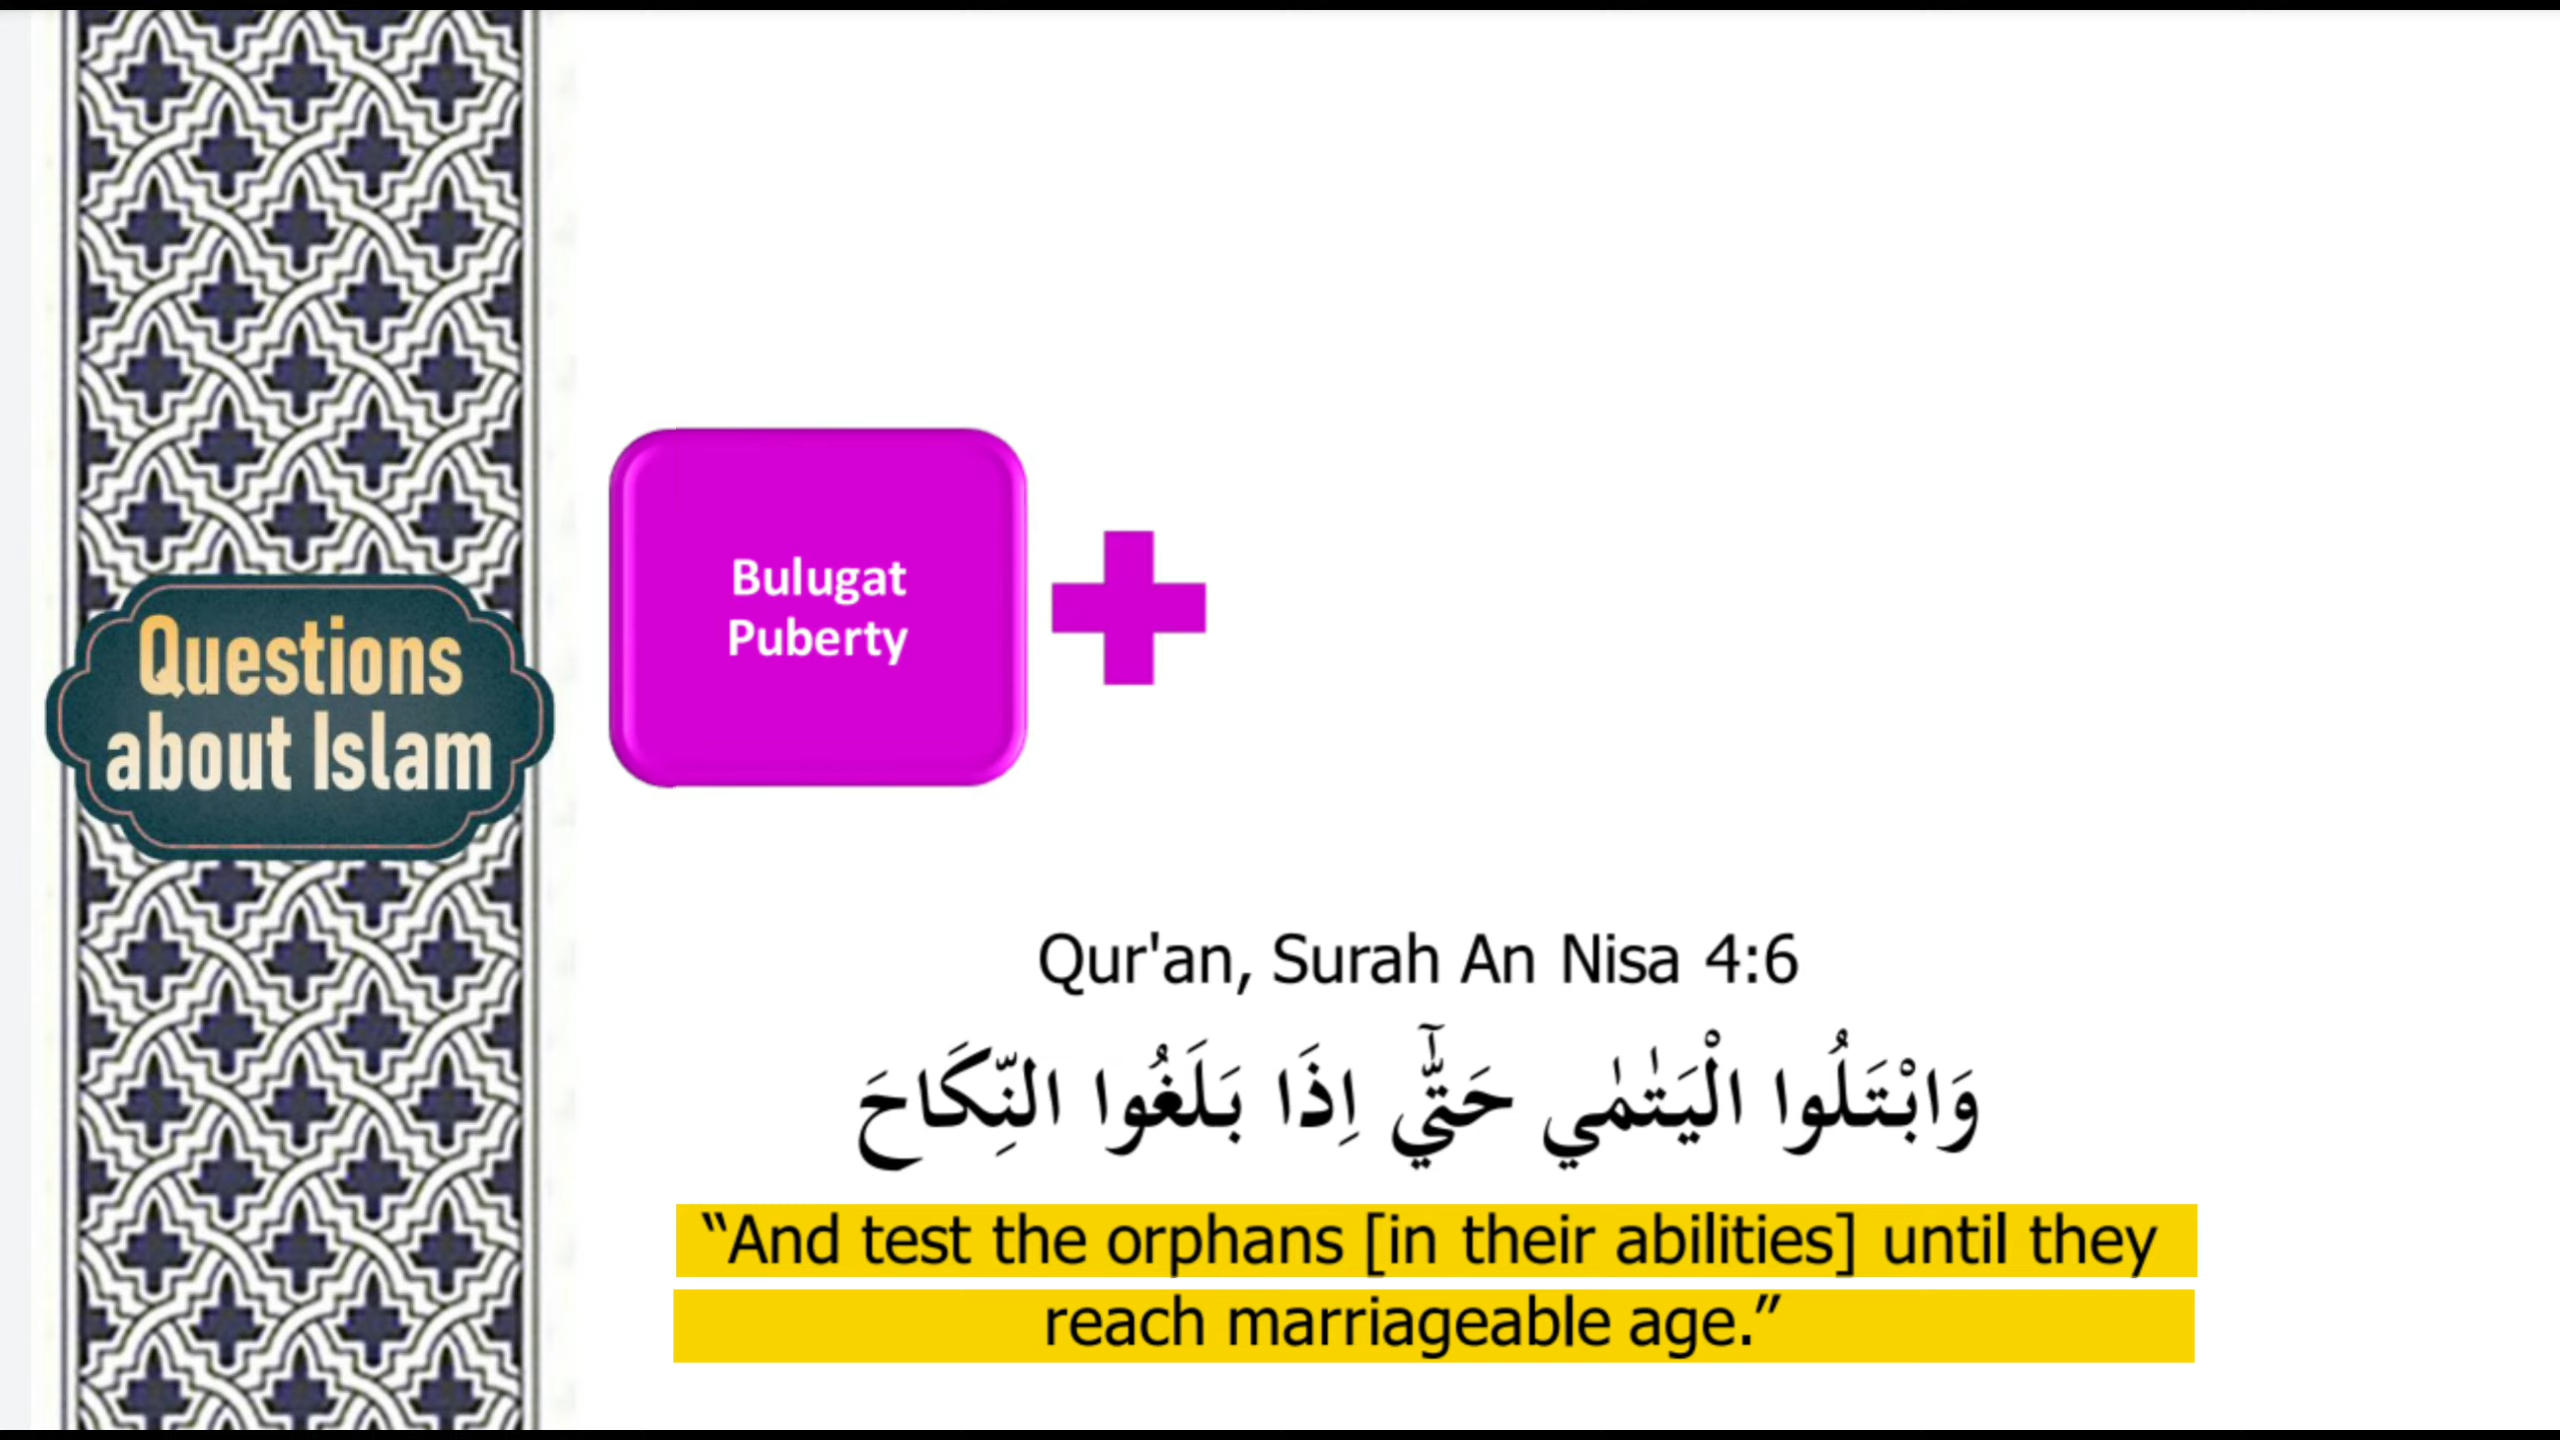 Questions
about Islam
Bulugat
Puberty
Qur'an, Surah An Nisa 4:6
وَابْتَلُوا الْيَتٰمٰي حَتّٰٓي اِذَا بَلَغُوا النِّكَاحَ
“And test the orphans [in their abilities] until they
reach marriageable age.”